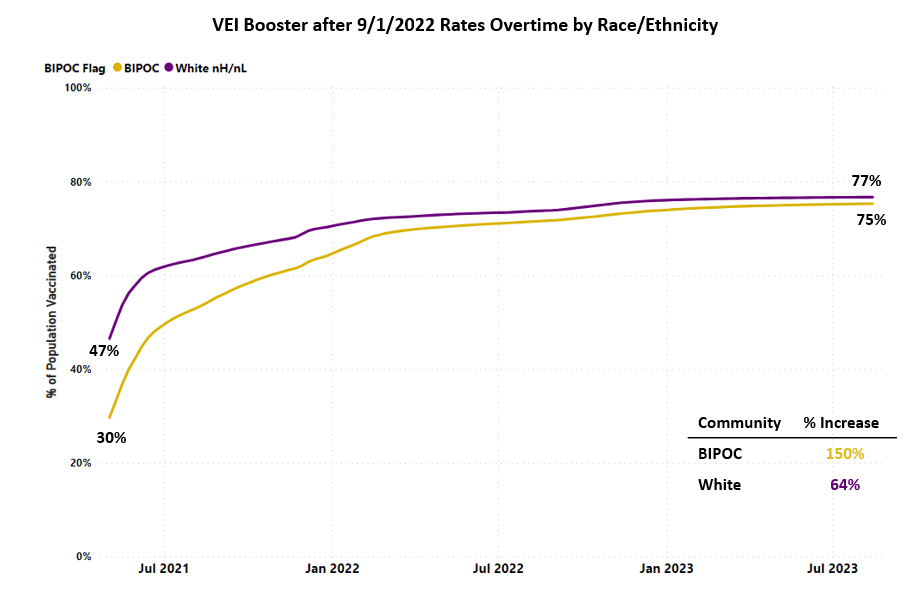 VEI Booster after 9/1/2022 Rates Overtime by Race/Ethnicity
BIPOC Flag BIPOC White nH/nL
100%
80%
60%
40%
20%
0%
% of Population Vaccinated
47%
30%
77%
75%
Community % Increase
BIPOC 150%
White 64%
Jul 2021 Jan 2022 Jul 2022 Jan 2023 Jul 2023